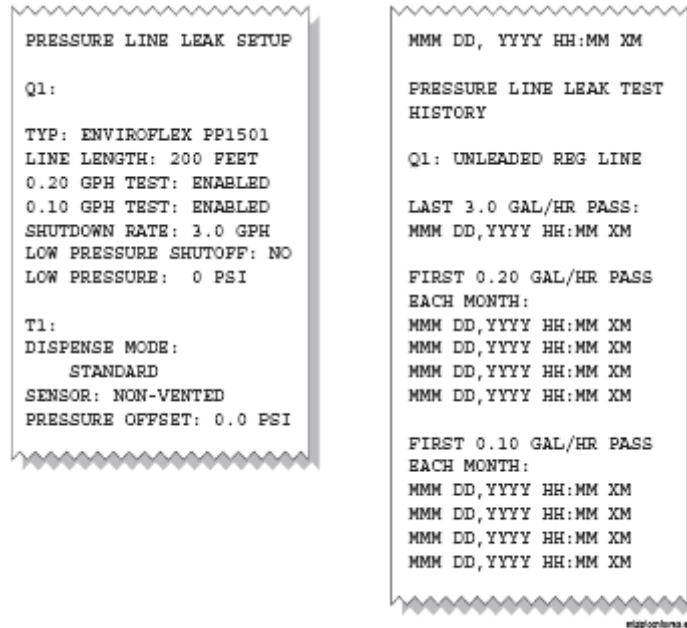 PRESSURE LINE LEAK SETUP
Q1:
TYP: ENVIROFLEX PP1501
LINE LENGTH: 200 FEET
0.20 GPH TEST: ENABLED
0.10 GPH TEST: ENABLED
SHUTDOWN RATE: 3.0 GPH
LOW PRESSURE SHUTOFF: NO
LOW PRESSURE: 0 PSI
T1:
DISPENSE MODE:
STANDARD
SENSOR: NON-VENTED
PRESSURE OFFSET: 0.0 PSI
MMM DD, YYYY HH:MM XM
PRESSURE LINE LEAK TEST
HISTORY
Q1: UNLEADED REG LINE
LAST 3.0 GAL/HR PASS:
MMM DD,YYYY HH:MM XM
FIRST 0.20 GAL/HR PASS
EACH MONTH:
MMM DD,YYYY HH:MM XM
MMM DD,YYYY HH:MM XM
MMM DD,YYYY HH:MM XM
MMM DD,YYYY HH:MM XM
FIRST 0.10 GAL/HR PASS
EACH MONTH:
MMM DD,YYYY HH:MM XM
MMM DD,YYYY HH:MM XM
MMM DD,YYYY HH:MM XM
MMM DD,YYYY HH:MM XM